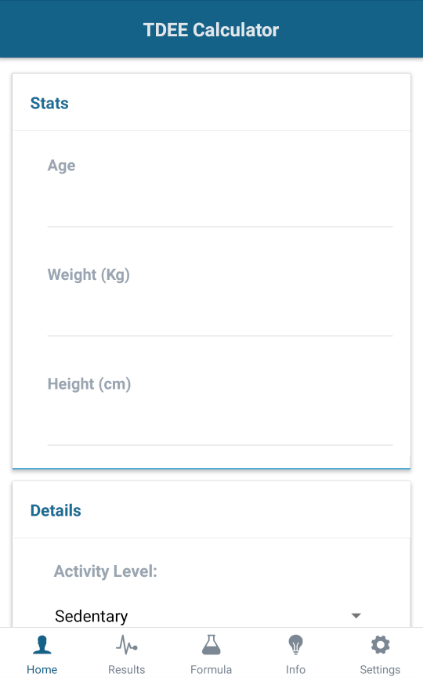 TDEE Calculator
Stats
Age
Weight (Kg)
Height (cm)
Details
Activity Level:
Sedentary
Home Results Formula Info Settings